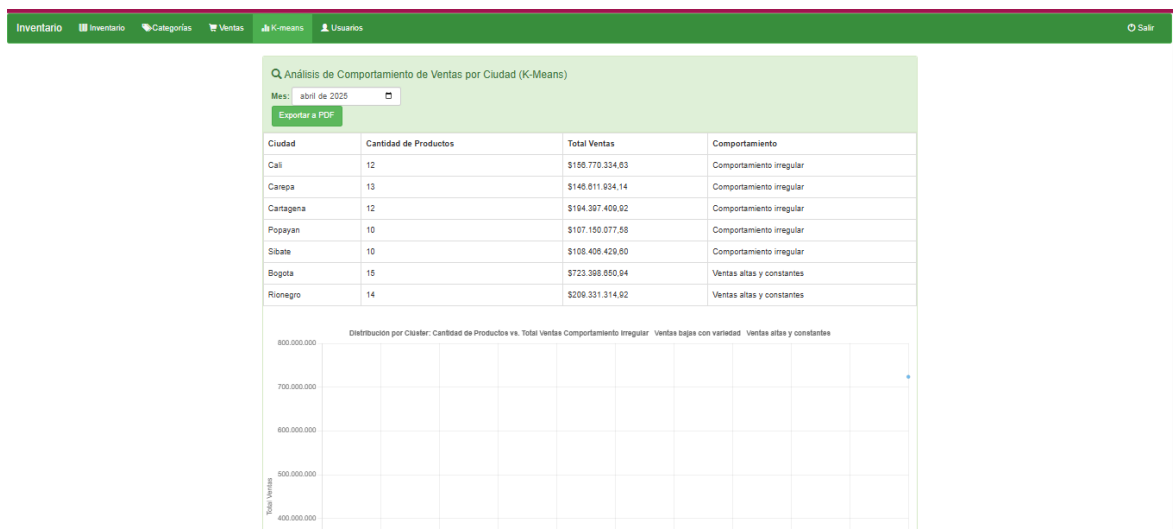 Inventario Inventario Categorías Ventas K-means Usuarios Salir
Análisis de Comportamiento de Ventas por Ciudad (K-Means)
Mes: abril de 2025
Exportar a PDF
Ciudad Cantidad de Productos Total Ventas Comportamiento
Cali 12 $156.770.334,63 Comportamiento irregular
Carepa 13 $146.611.934,14 Comportamiento irregular
Cartagena 12 $194.397.409,92 Comportamiento irregular
Popayan 10 $107.150.077,58 Comportamiento irregular
Sibate 10 $108.406.429,60 Comportamiento irregular
Bogota 15 $723.398.650,94 Ventas altas y constantes
Rionegro 14 $209.331.314,92 Ventas altas y constantes
Distribución por Clúster: Cantidad de Productos vs. Total Ventas Comportamiento irregular Ventas bajas con variedad Ventas altas y constantes
800.000.000
700.000.000
600.000.000
500.000.000
400.000.000
Total Ventas